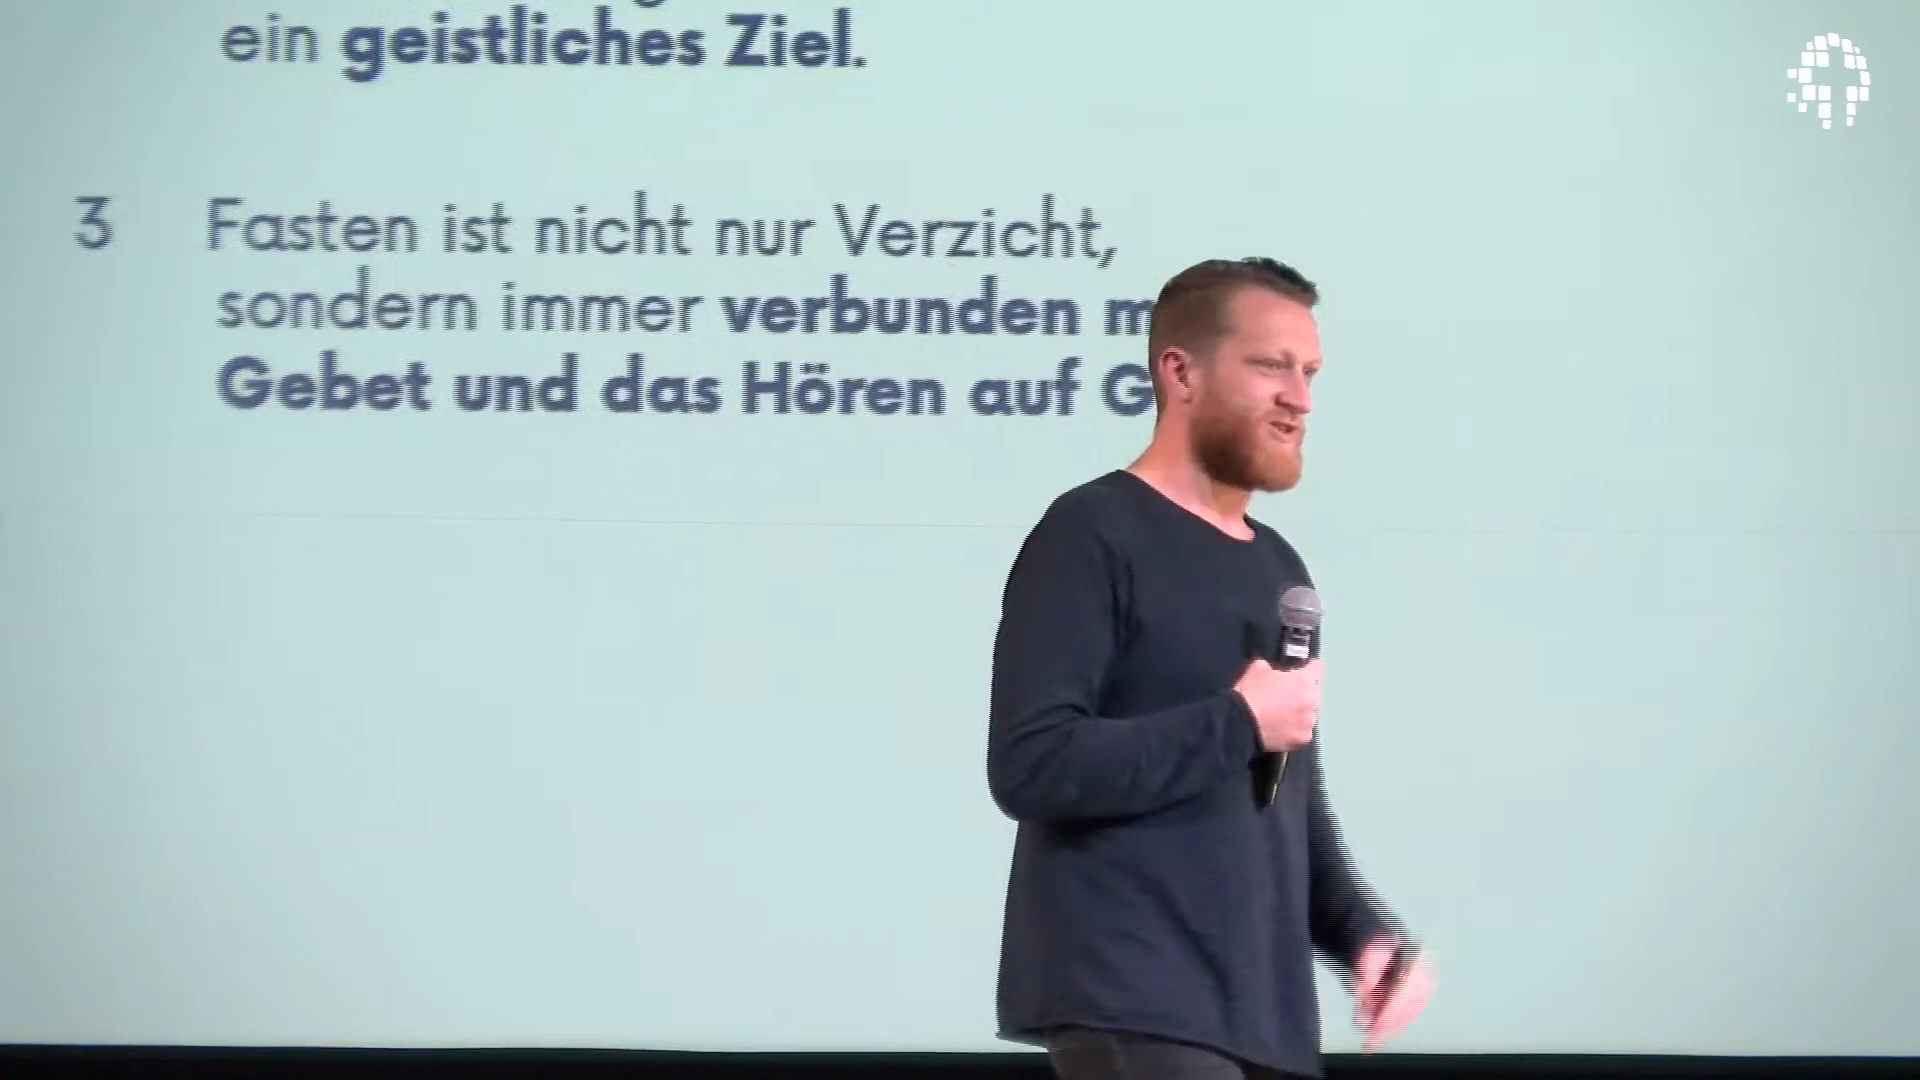 ein geistliches Ziel.
3 Fasten ist nicht nur Verzicht,
sondern immer verbunden
Gebet und das Hören auf